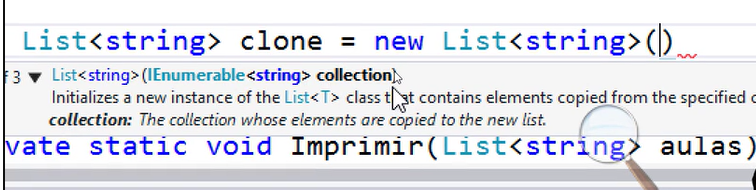 List<string> clone = new List<string>()
f 3 ▼ List<string>(IEnumerable<string> collection)
Initializes a new instance of the List<T> class that contains elements copied from the specified c
collection: The collection whose elements are copied to the new list.
vate static void Imprimir(List<string> aulas)